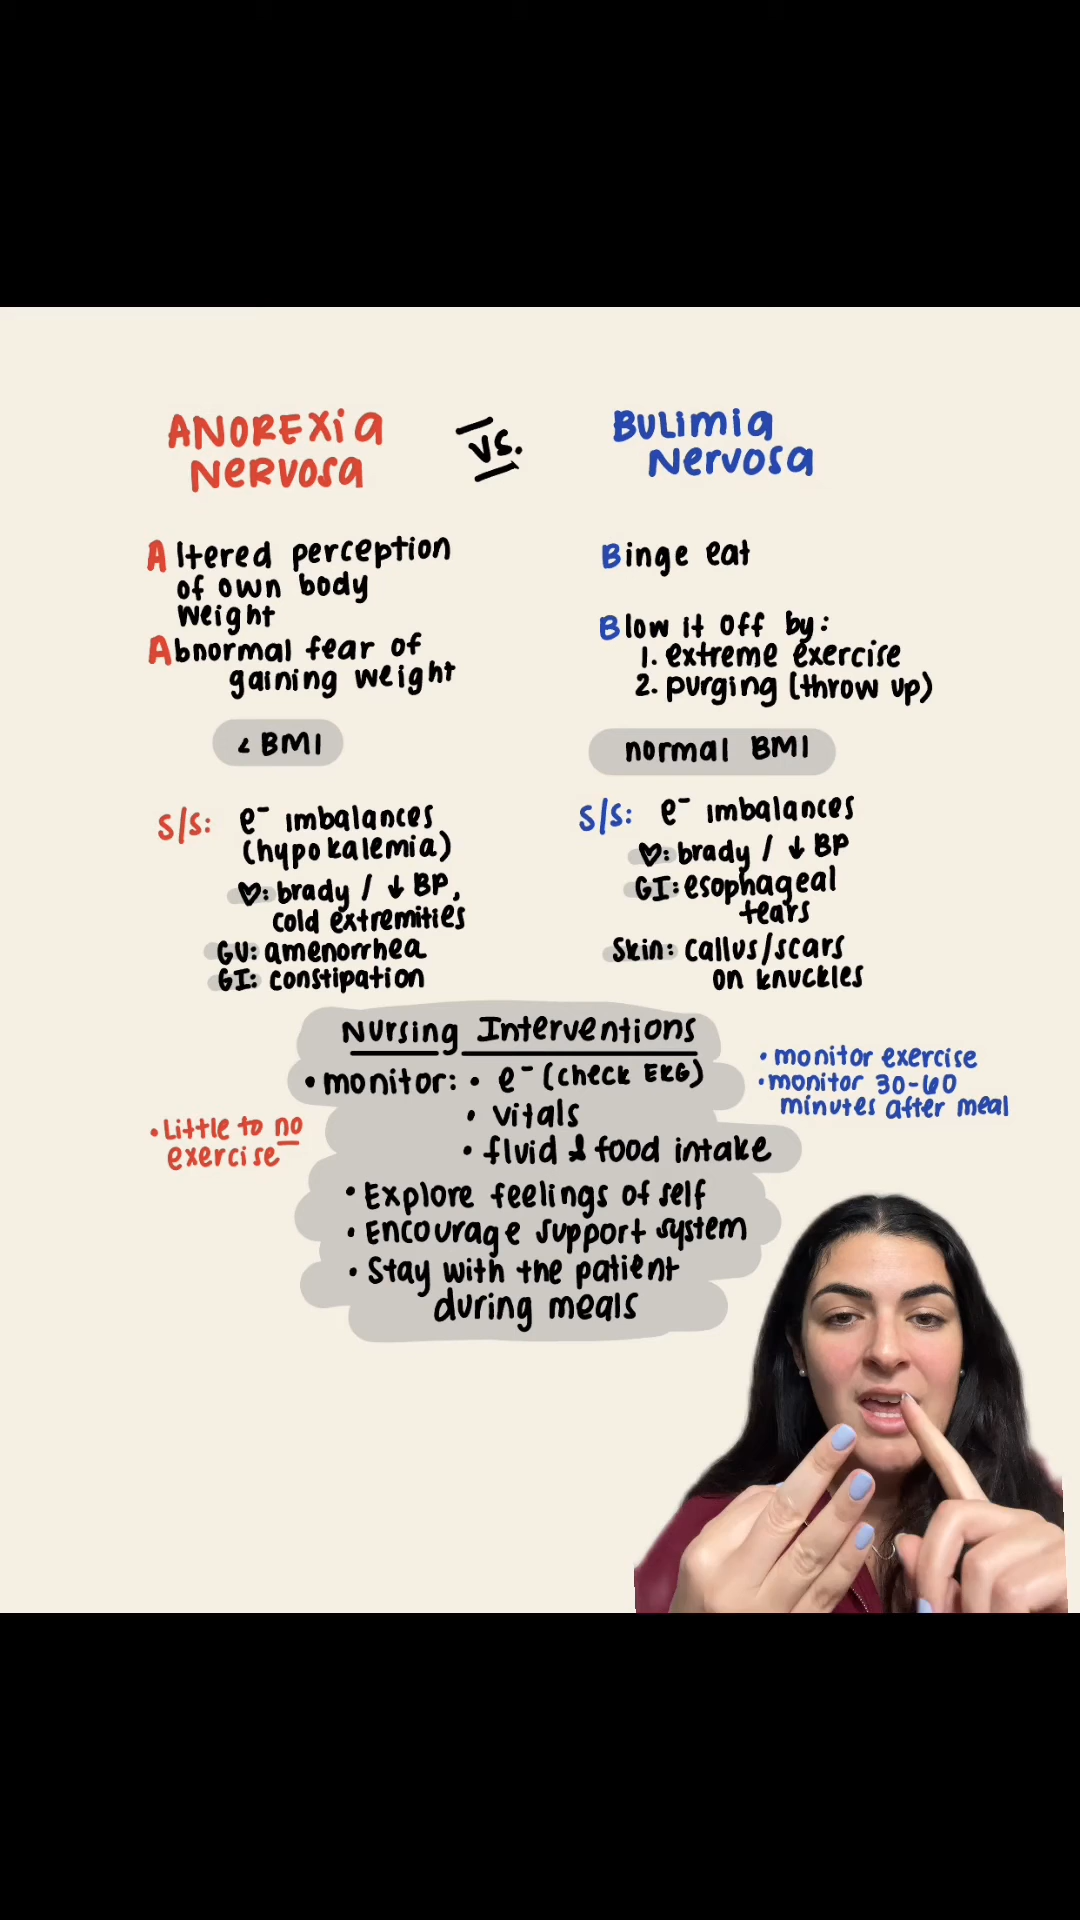 ANOREXIA
NERVOSA
vs.
BULIMIA
NERVOSA
Altered perception
of own body
weight
Abnormal fear of
gaining weight
< BMI
S/S: e⁻ imbalances
(hypokalemia)
♡: brady / ↓ BP,
cold extremities
GU: amenorrhea
GI: constipation
Binge eat
Blow it off by:
1. extreme exercise
2. purging (throw up)
normal BMI
S/S: e⁻ imbalances
♡: brady / ↓ BP
GI: esophageal
tears
Skin: callus/scars
on knuckles
Nursing Interventions
• monitor: • e⁻ (check EKG)
• vitals
• fluid & food intake
• Explore feelings of self
• Encourage support system
• Stay with the patient
during meals
• Little to no
exercise
• monitor exercise
• monitor 30-60
minutes after meal